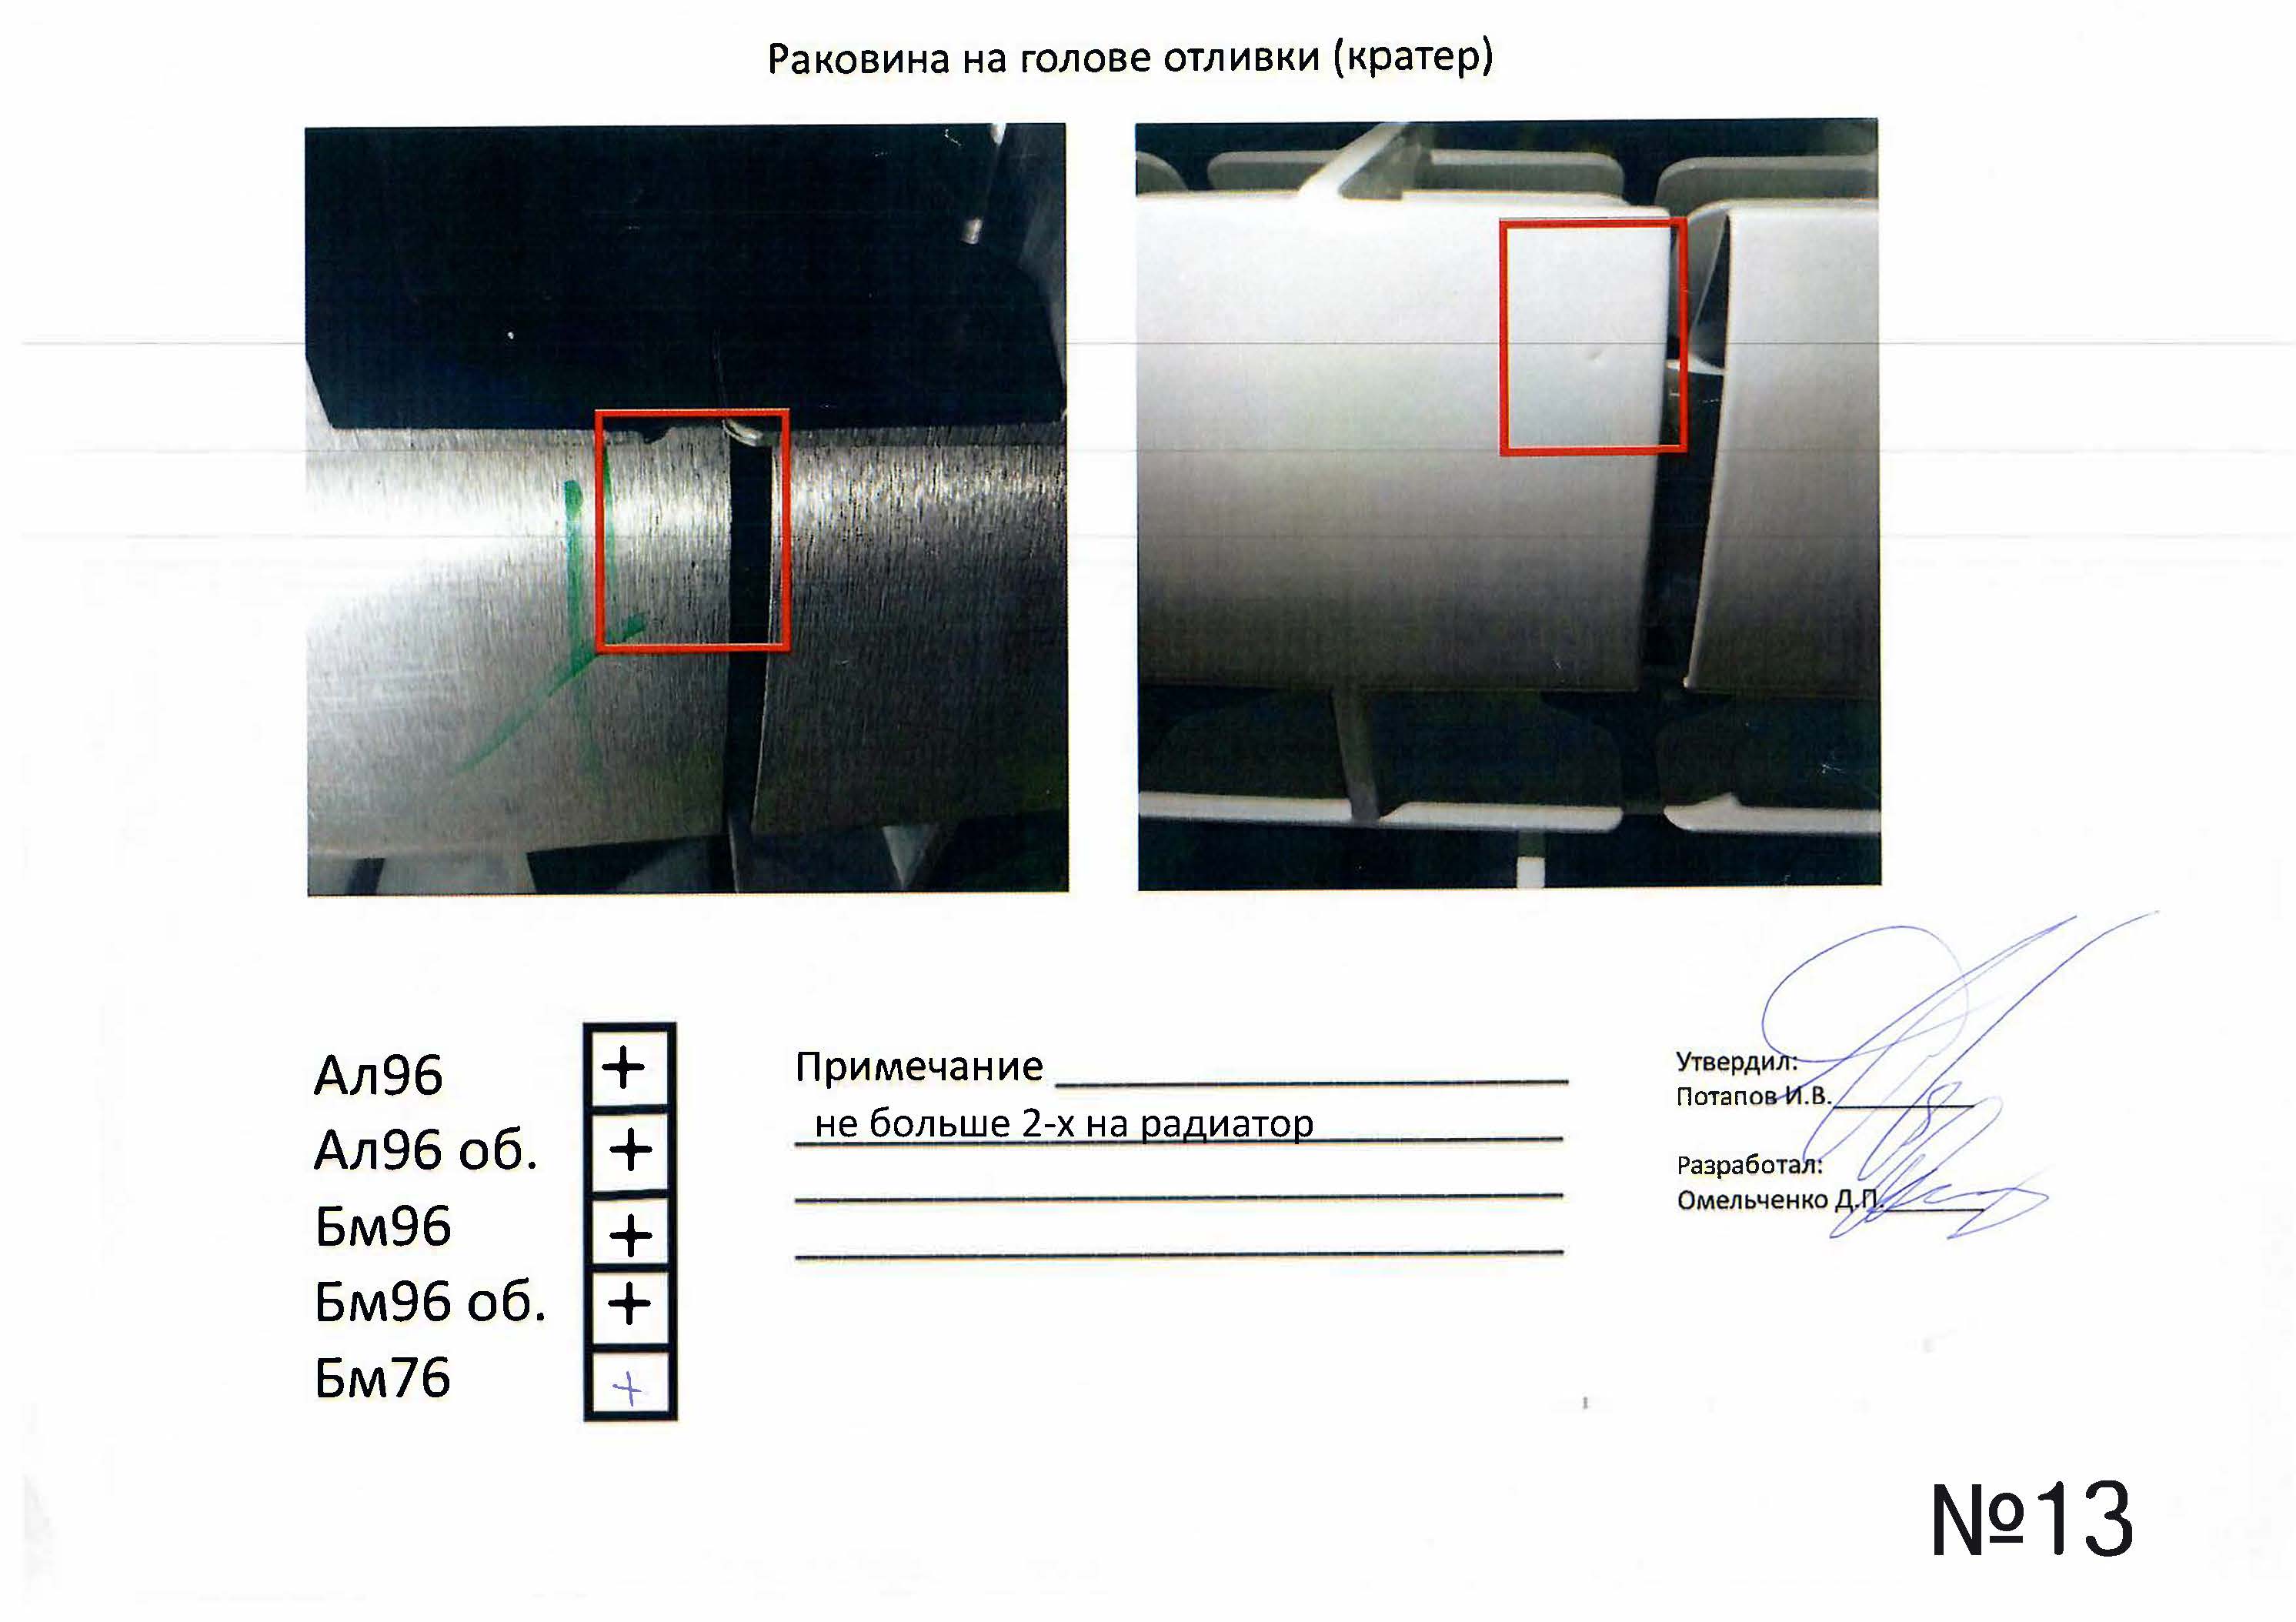 Раковина на голове отливки (кратер)
Ал96 +
Ал96 об. +
Бм96 +
Бм96 об. +
Бм76 +
Примечание
не больше 2-х на радиатор
Утвердил:
Потапов И.В.
Разработал:
Омельченко Д.П.
№13